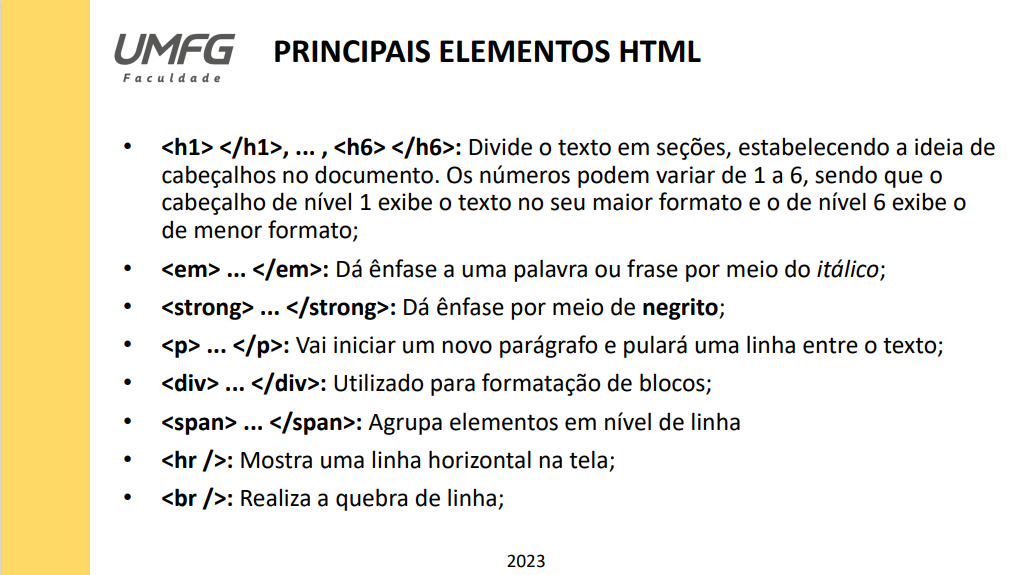 UMFG
Faculdade
PRINCIPAIS ELEMENTOS HTML
• <h1> </h1>, ... , <h6> </h6>: Divide o texto em seções, estabelecendo a ideia de
cabeçalhos no documento. Os números podem variar de 1 a 6, sendo que o
cabeçalho de nível 1 exibe o texto no seu maior formato e o de nível 6 exibe o
de menor formato;
• <em> ... </em>: Dá ênfase a uma palavra ou frase por meio do itálico;
• <strong> ... </strong>: Dá ênfase por meio de negrito;
• <p> ... </p>: Vai iniciar um novo parágrafo e pulará uma linha entre o texto;
• <div> ... </div>: Utilizado para formatação de blocos;
• <span> ... </span>: Agrupa elementos em nível de linha
• <hr />: Mostra uma linha horizontal na tela;
• <br />: Realiza a quebra de linha;
2023